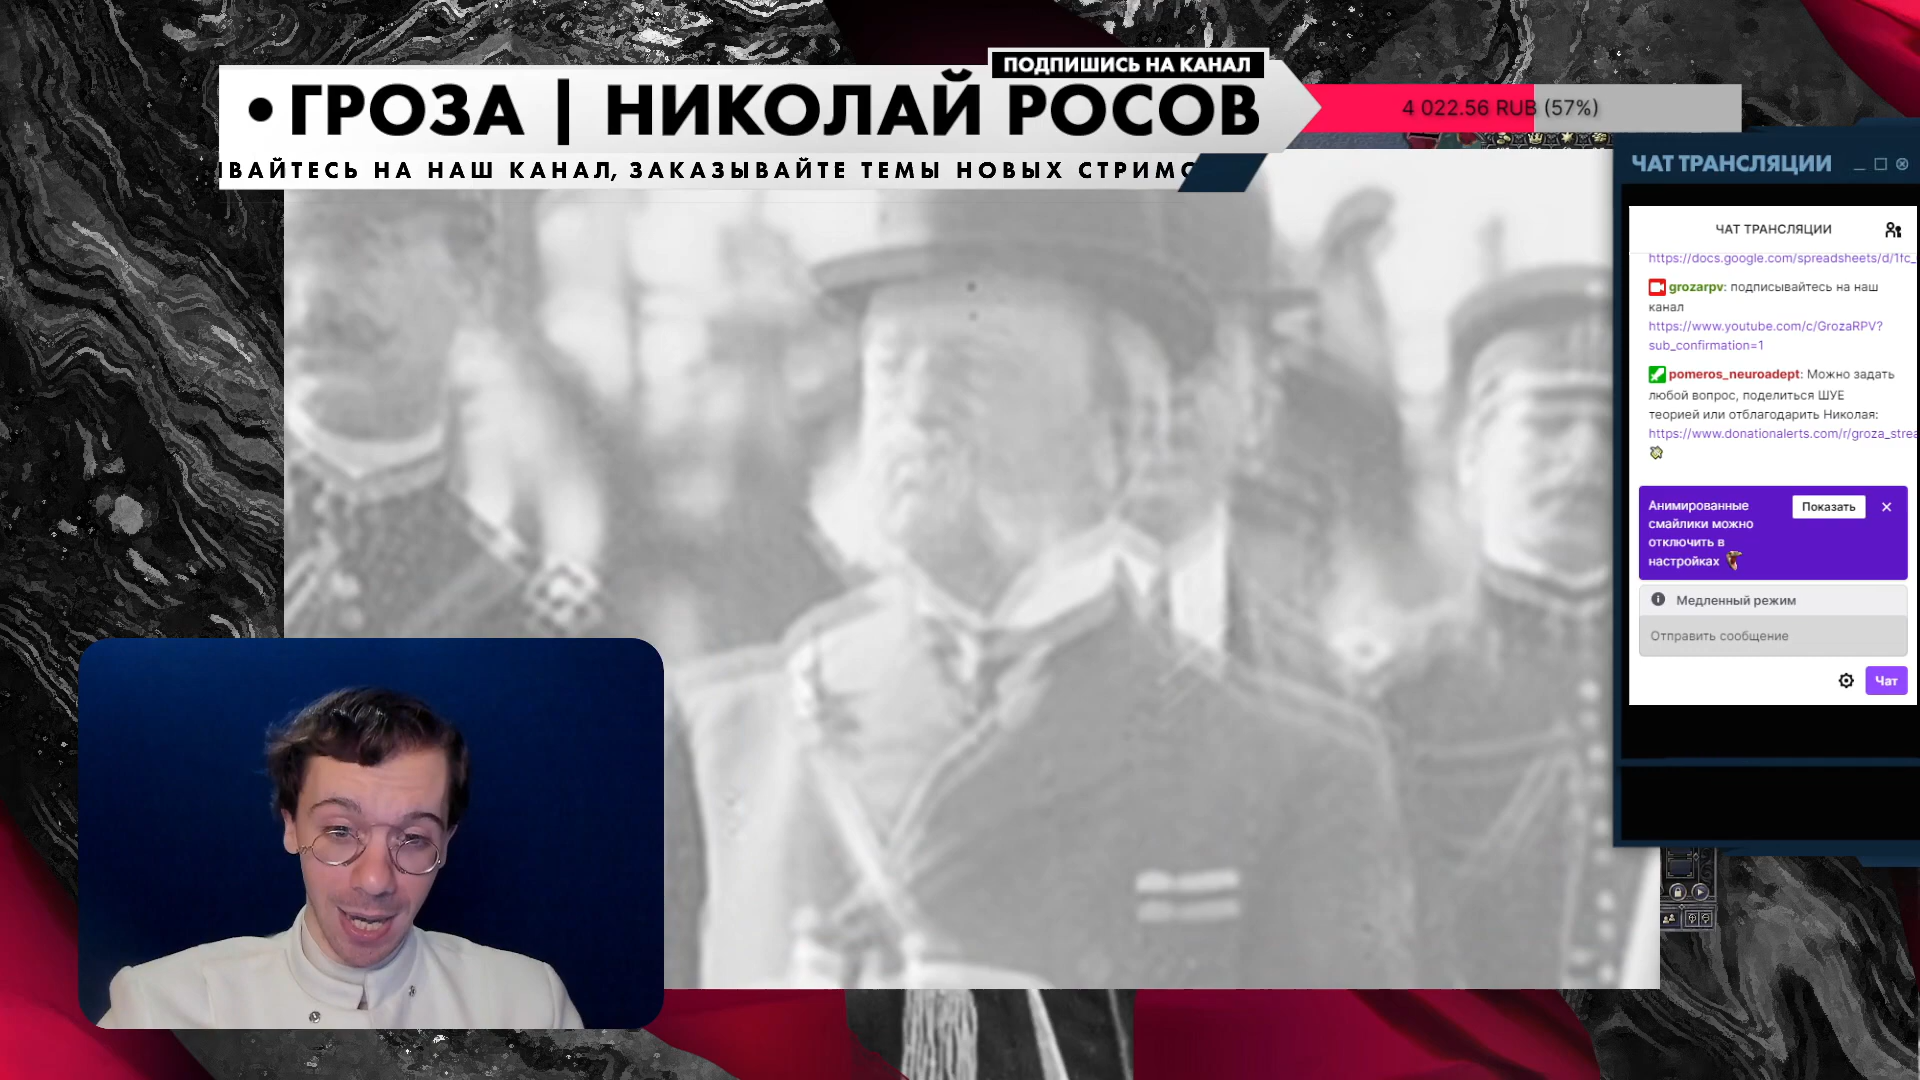 ПОДПИШИСЬ НА КАНАЛ
• ГРОЗА | НИКОЛАЙ РОСОВ
4 022.56 RUB (57%)
ИВАЙТЕСЬ НА НАШ КАНАЛ, ЗАКАЗЫВАЙТЕ ТЕМЫ НОВЫХ СТРИМО
ЧАТ ТРАНСЛЯЦИИ
ЧАТ ТРАНСЛЯЦИИ
https://docs.google.com/spreadsheets/d/1fc_
grozarpv: подписывайтесь на наш
канал
https://www.youtube.com/c/GrozaRPV?
sub_confirmation=1
pomeros_neuroadept: Можно задать
любой вопрос, поделиться ШУЕ
теорией или отблагодарить Николая:
https://www.donationalerts.com/r/groza_strea
Анимированные
смайлики можно
отключить в
настройках
Показать
Медленный режим
Отправить сообщение
Чат